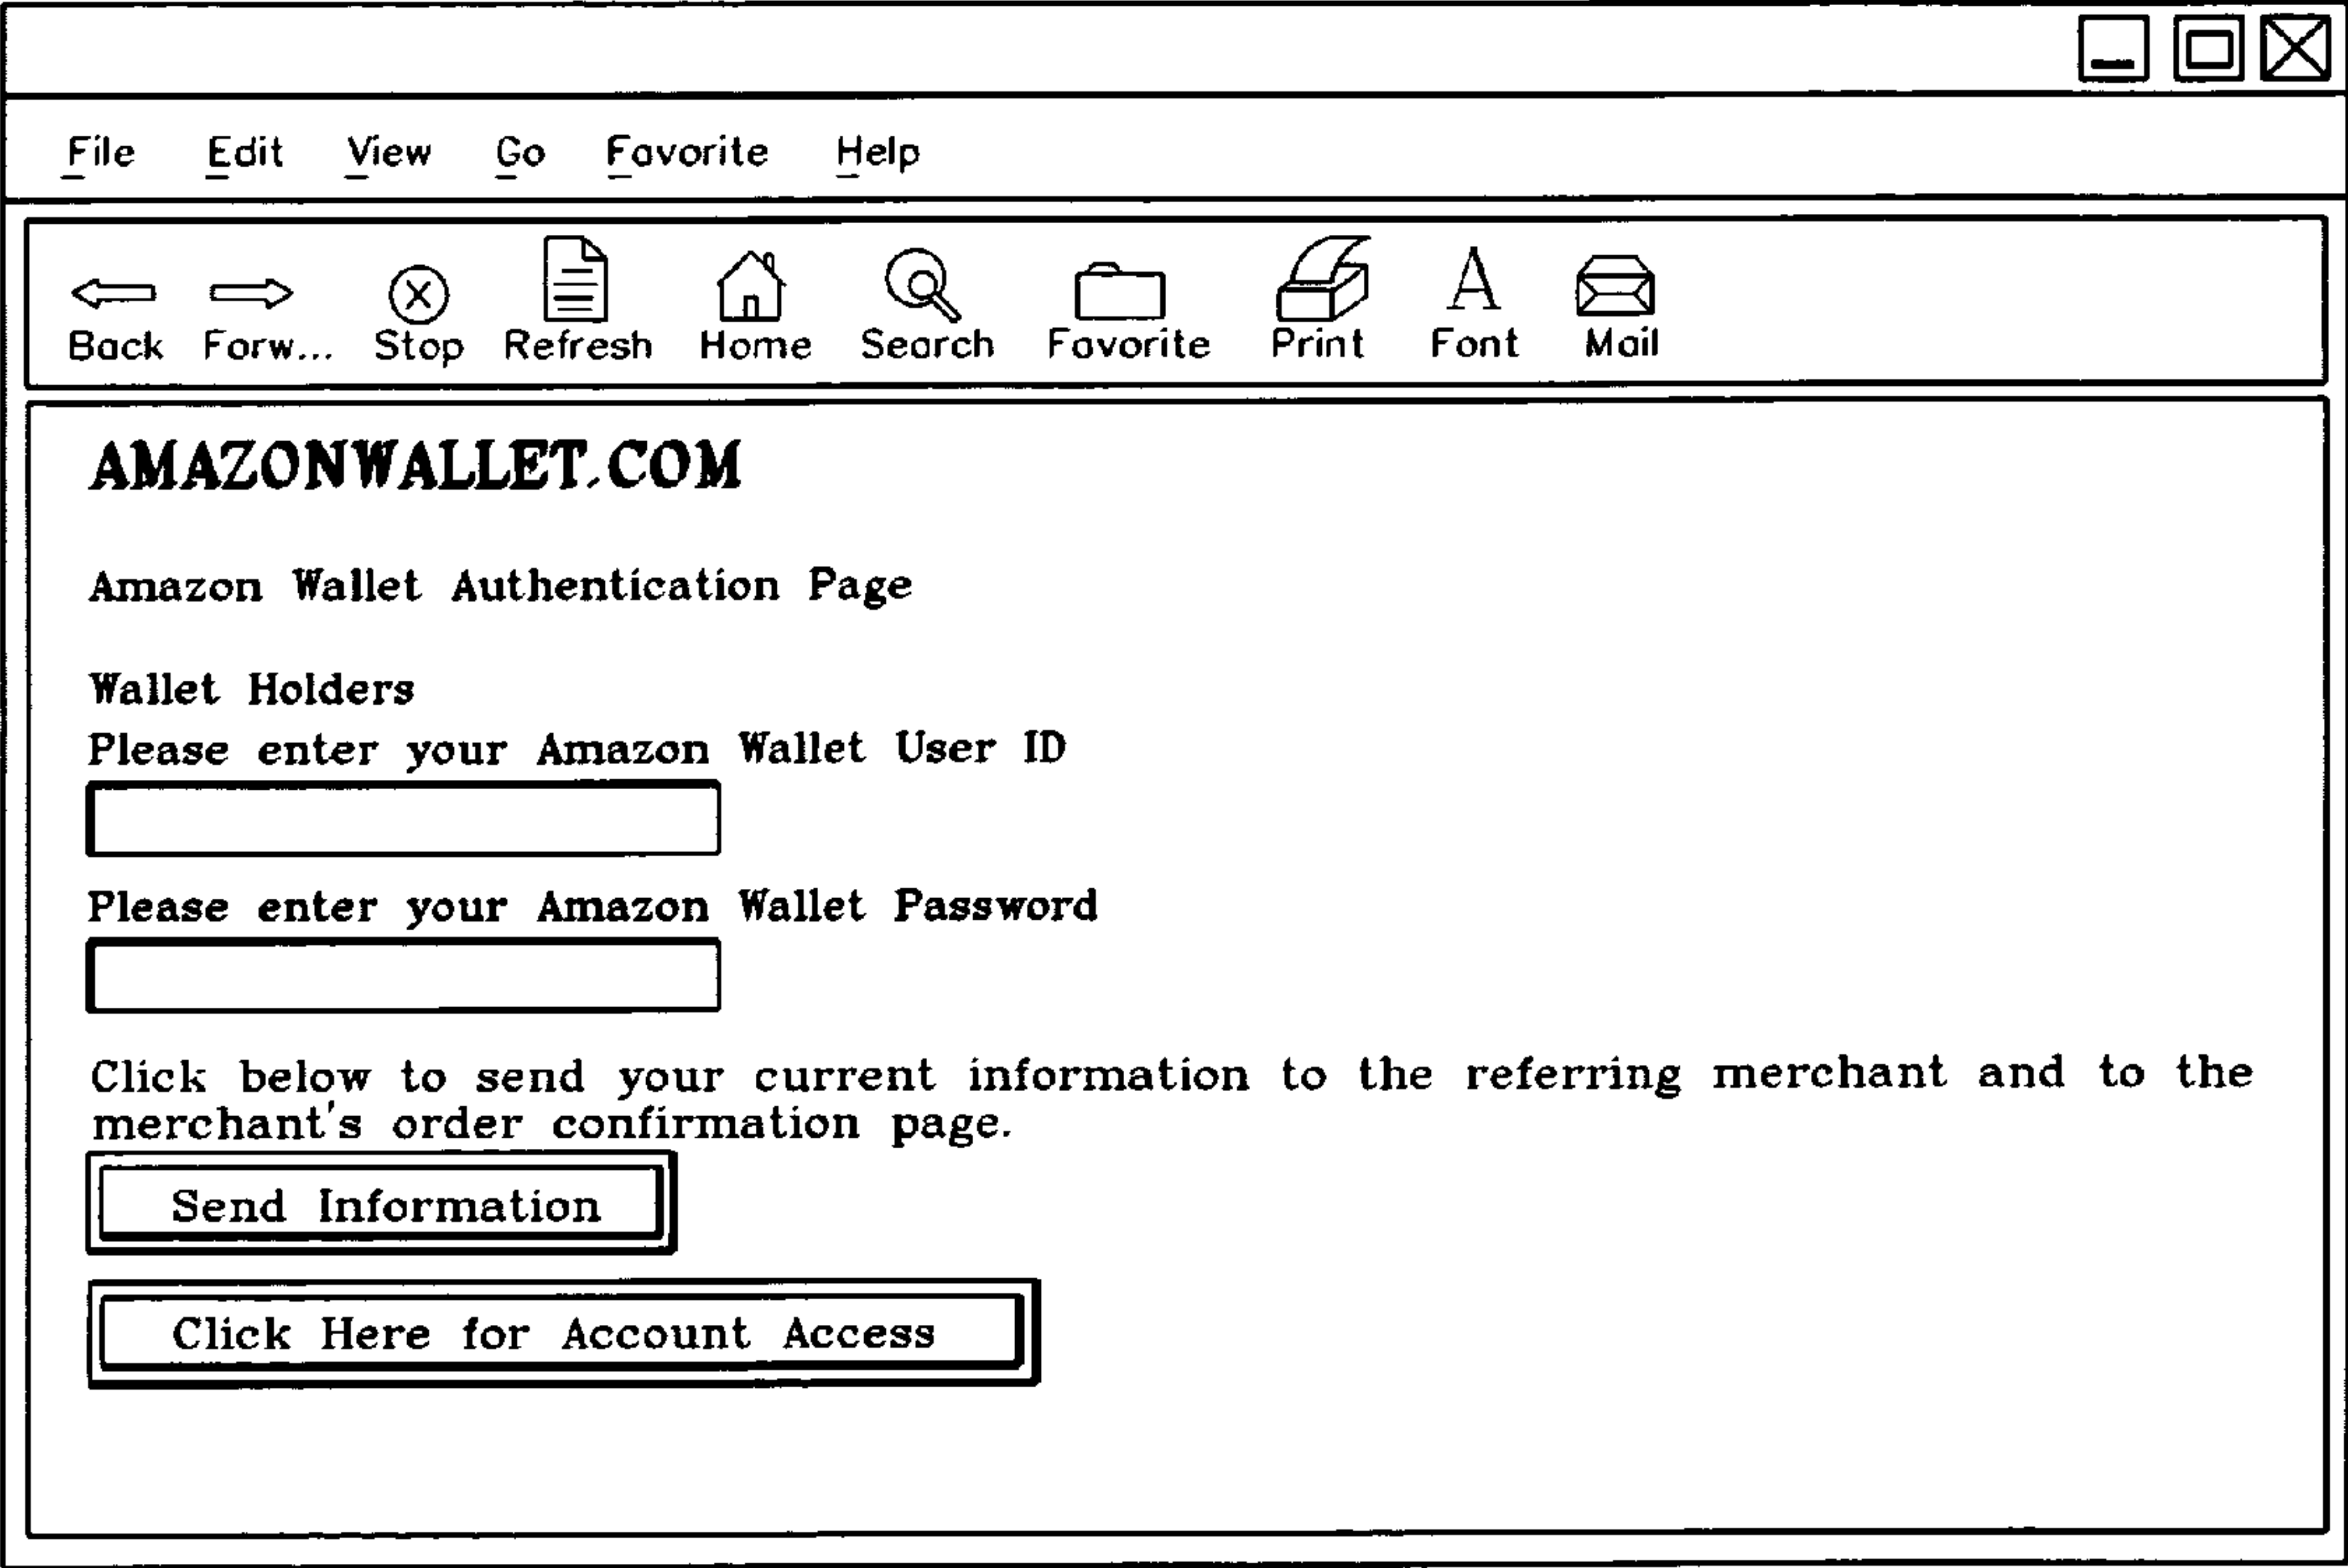 File Edit View Go Favorite Help
Back Forw... Stop Refresh Home Search Favorite Print Font Mail
AMAZONWALLET.COM
Amazon Wallet Authentication Page
Wallet Holders
Please enter your Amazon Wallet User ID
Please enter your Amazon Wallet Password
Click below to send your current information to the referring merchant and to the
merchant's order confirmation page.
Send Information
Click Here for Account Access